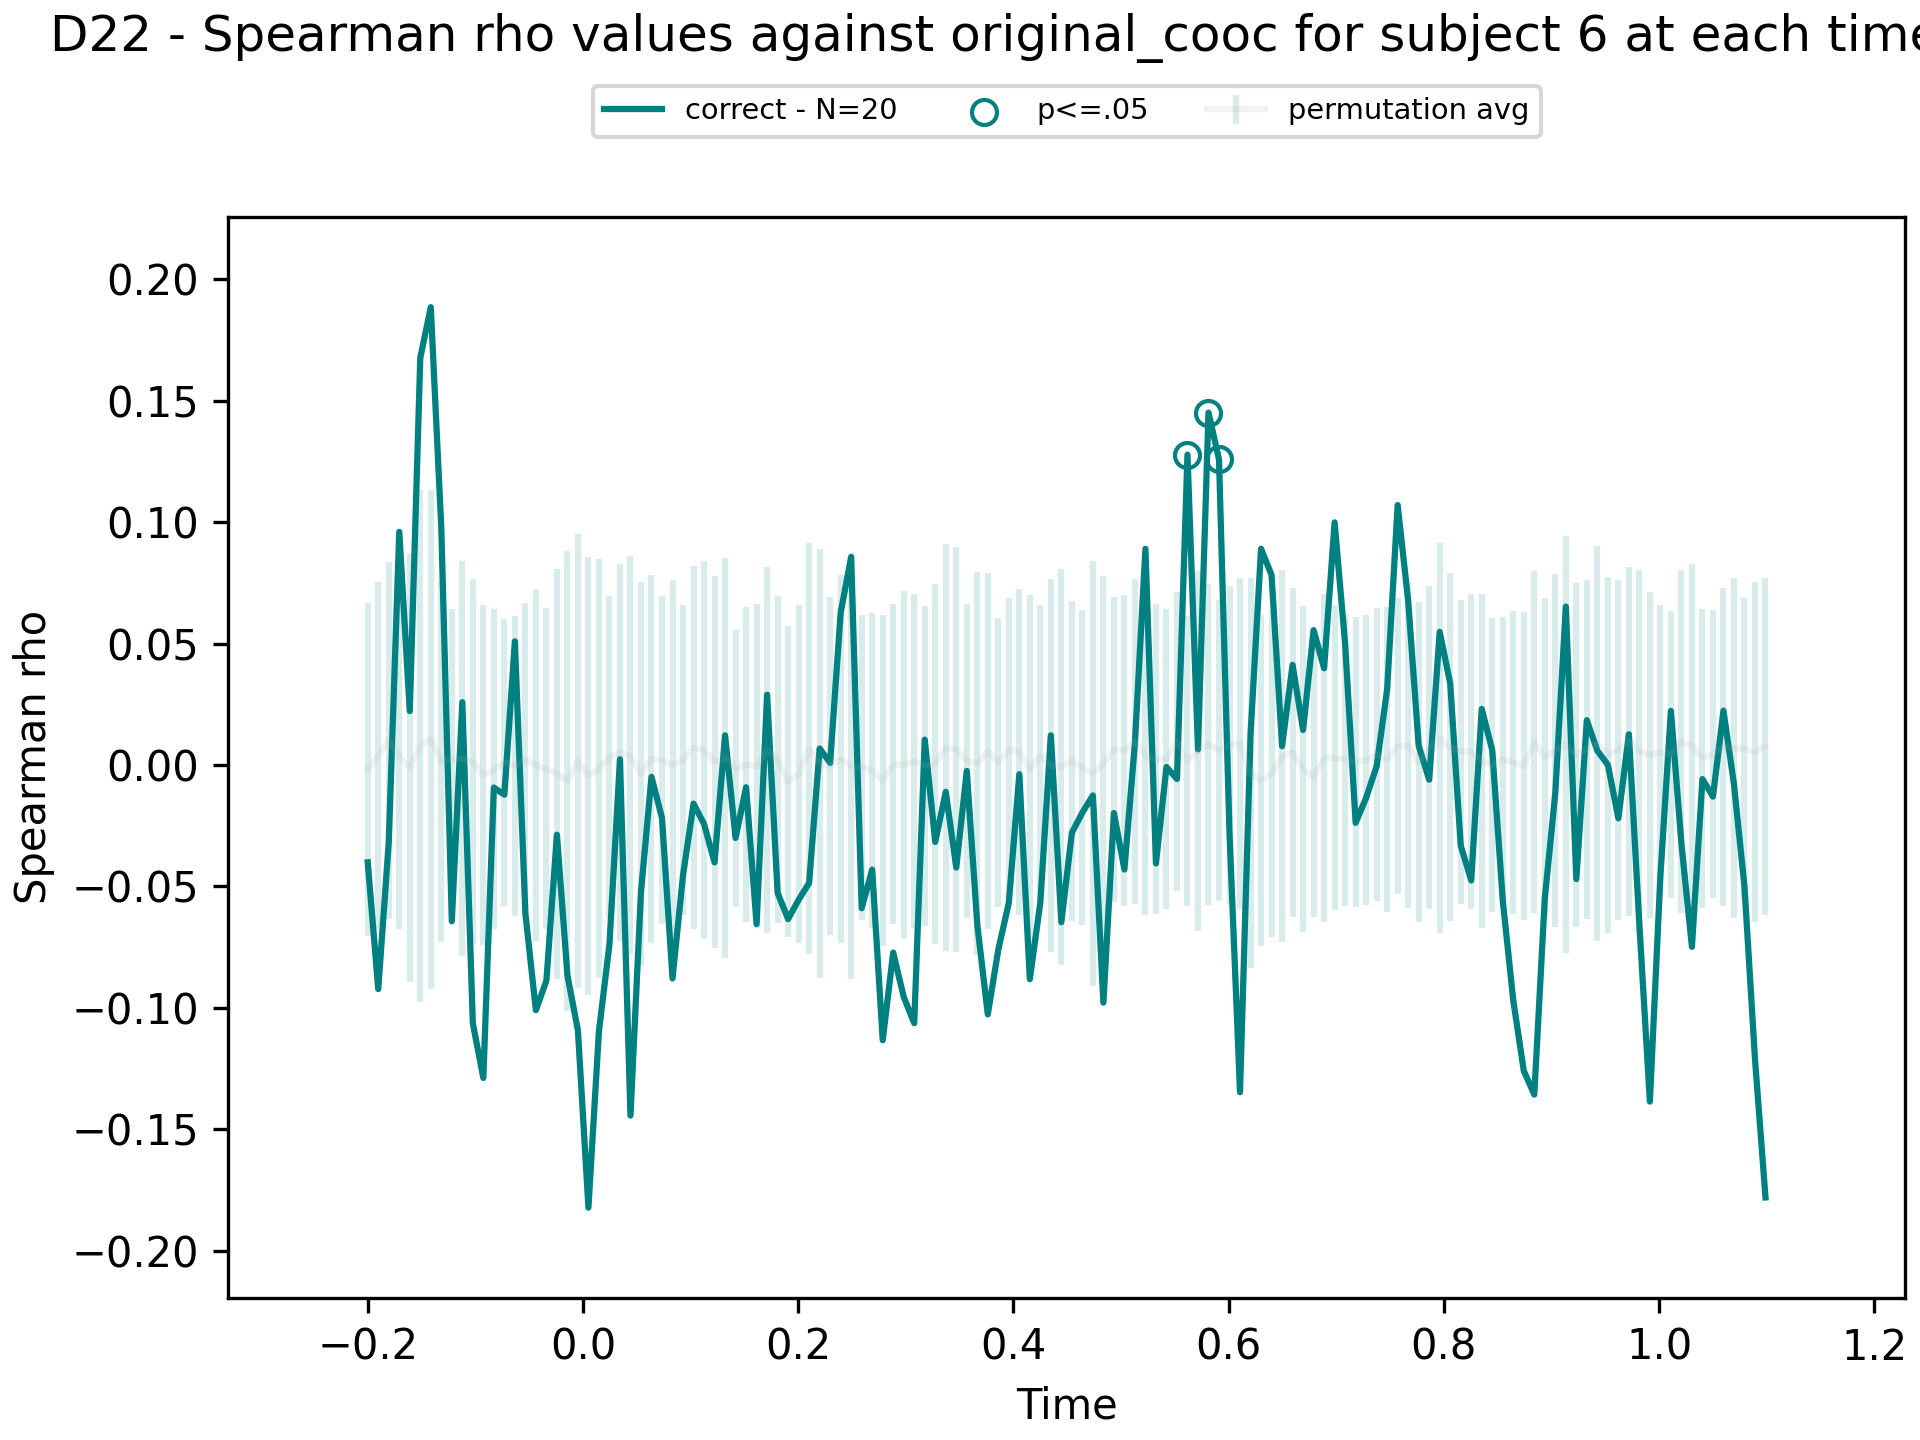 D22 - Spearman rho values against original_cooc for subject 6 at each time
correct - N=20 p<=.05 permutation avg
0.20
0.15
0.10
0.05
0.00
−0.05
−0.10
−0.15
−0.20
Spearman rho
−0.2 0.0 0.2 0.4 0.6 0.8 1.0 1.2
Time